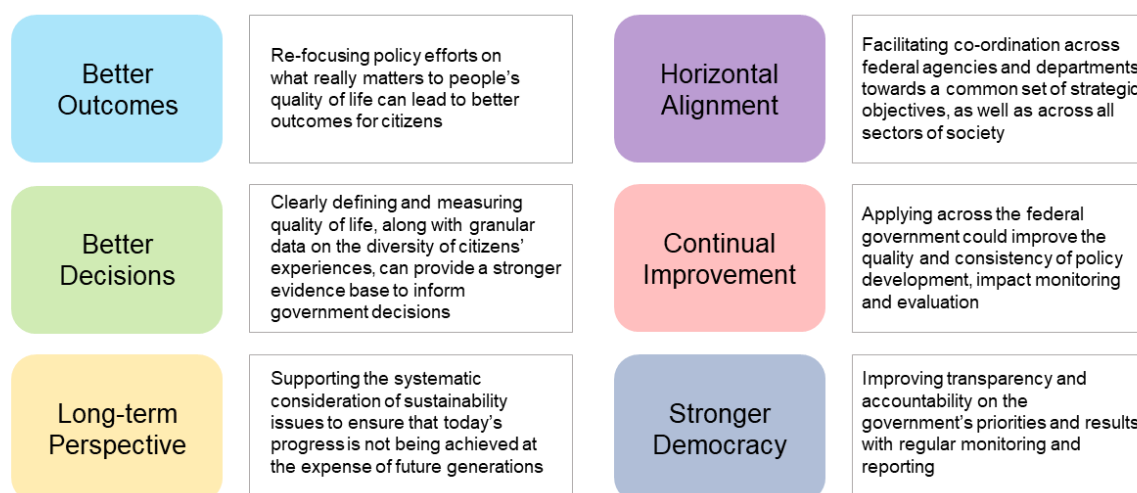 Better
Outcomes
Re-focusing policy efforts on
what really matters to people's
quality of life can lead to better
outcomes for citizens
Horizontal
Alignment
Facilitating co-ordination across
federal agencies and departments
towards a common set of strategic
objectives, as well as across all
sectors of society
Better
Decisions
Clearly defining and measuring
quality of life, along with granular
data on the diversity of citizens'
experiences, can provide a stronger
evidence base to inform
government decisions
Continual
Improvement
Applying across the federal
government could improve the
quality and consistency of policy
development, impact monitoring
and evaluation
Long-term
Perspective
Supporting the systematic
consideration of sustainability
issues to ensure that today's
progress is not being achieved at
the expense of future generations
Stronger
Democracy
Improving transparency and
accountability on the
government's priorities and results
with regular monitoring and
reporting